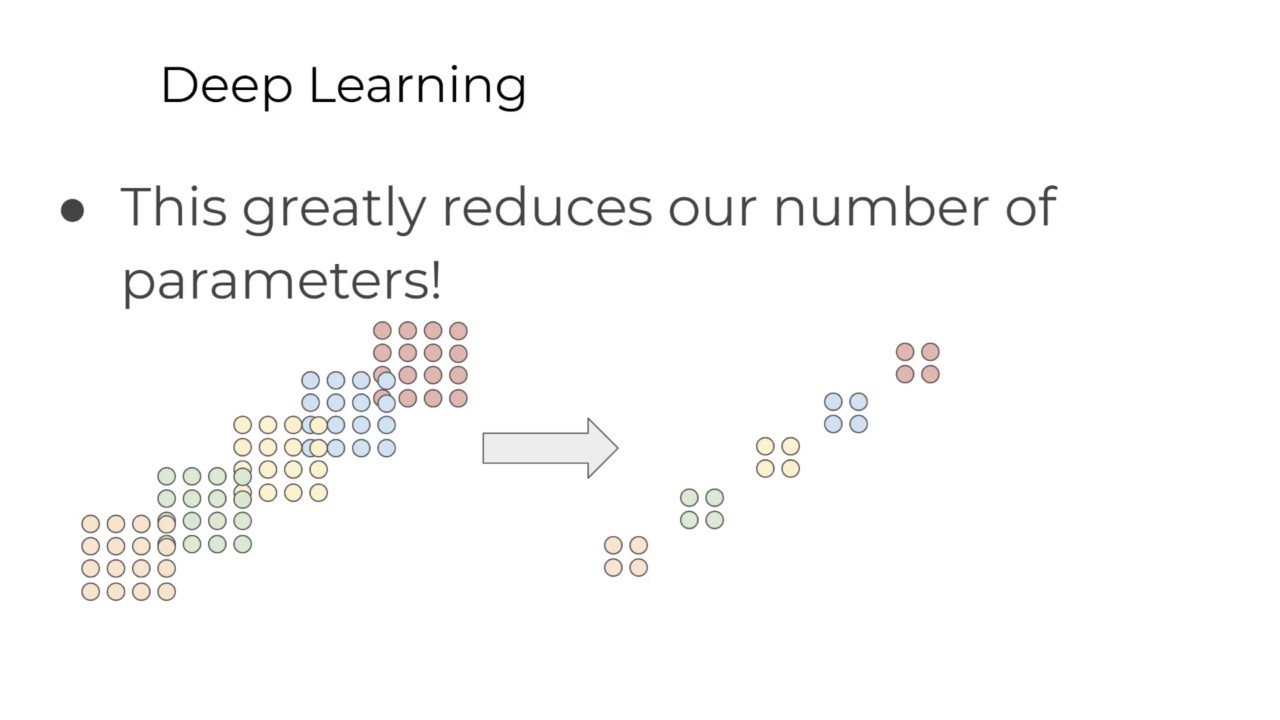 Deep Learning
● This greatly reduces our number of
parameters!